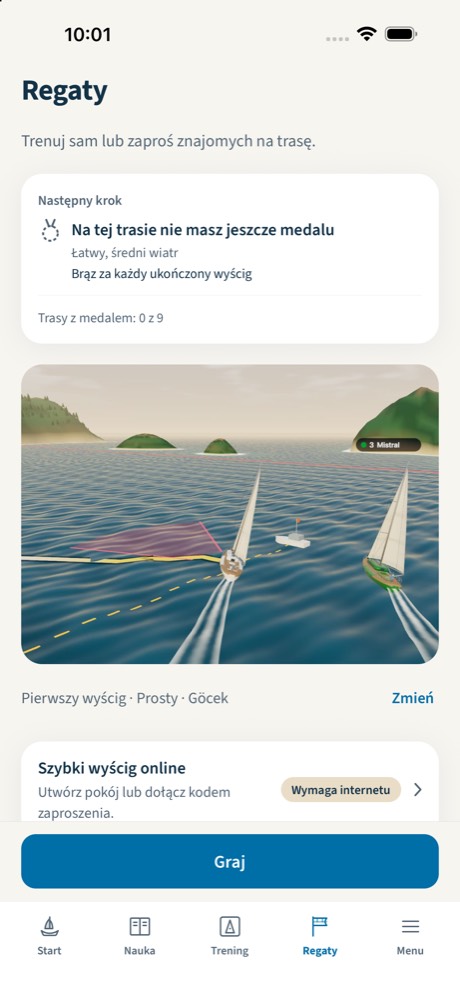 10:01
Regaty
Trenuj sam lub zaproś znajomych na trasę.
Następny krok
Na tej trasie nie masz jeszcze medalu
Łatwy, średni wiatr
Brąz za każdy ukończony wyścig
Trasy z medalem: 0 z 9
3 Mistral
Pierwszy wyścig · Prosty · Göcek
Zmień
Szybki wyścig online
Utwórz pokój lub dołącz kodem
zaproszenia.
Wymaga internetu
Graj
Start
Nauka
Trening
Regaty
Menu